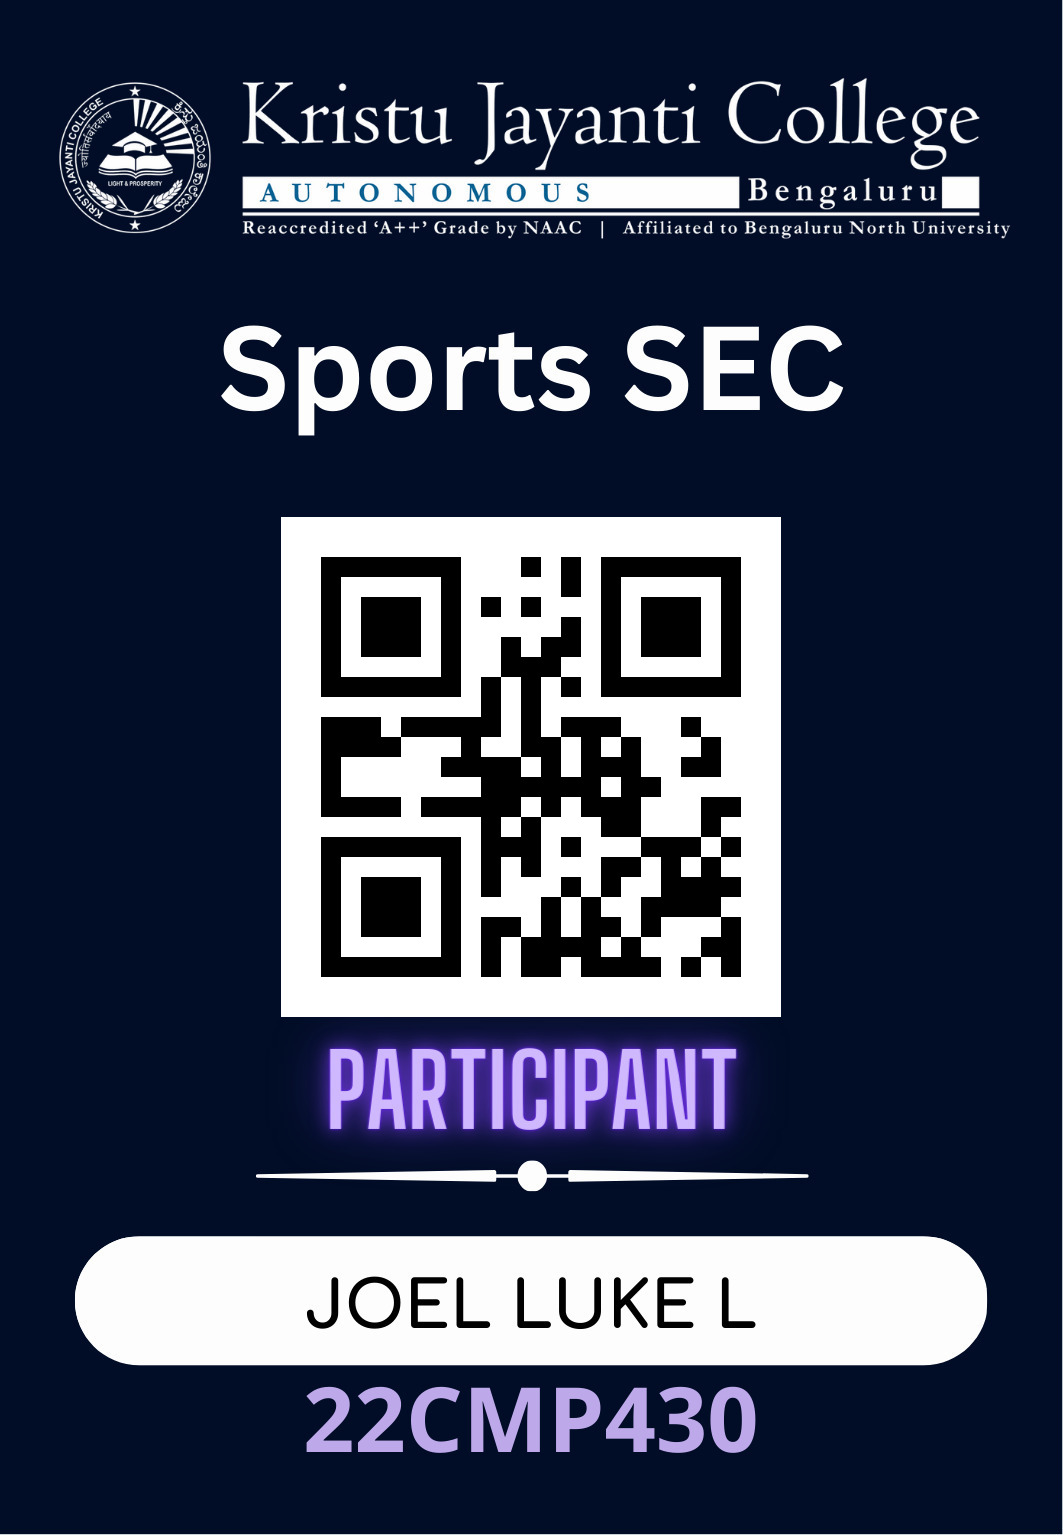 Kristu Jayanti College
AUTONOMOUS Bengaluru
Reaccredited ‘A++’ Grade by NAAC | Affiliated to Bengaluru North University
KRISTU JAYANTI COLLEGE
ಕ್ರಿಸ್ತು ಜಯಂತಿ ಕಾಲೇಜು
LIGHT & PROSPERITY
Sports SEC
PARTICIPANT
JOEL LUKE L
22CMP430